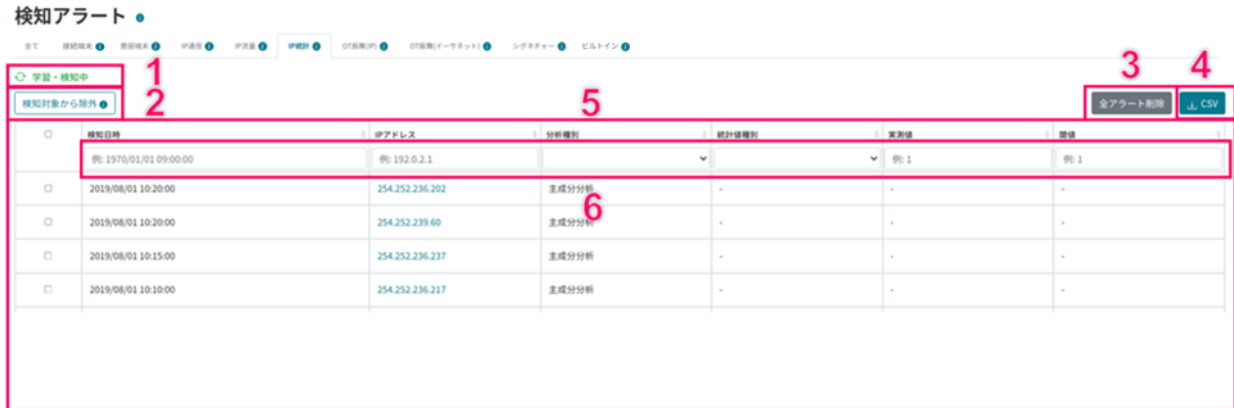 検知アラート
全て 接続端末 脆弱端末 IP通信 IP流量 IP統計 OT振舞(IP) OT振舞(イーサネット) シグネチャー ビルトイン
学習・検知中 1
検知対象から除外 2 5 3 4
全アラート削除 CSV
検知日時 IPアドレス 分析種別 統計値種別 実測値 閾値
例: 1970/01/01 09:00:00 例: 192.0.2.1 例: 1 例: 1
2019/08/01 10:20:00 254.252.236.202 主成分分析 - - -
6
2019/08/01 10:20:00 254.252.239.60 主成分分析 - - -
2019/08/01 10:15:00 254.252.236.237 主成分分析 - - -
2019/08/01 10:10:00 254.252.236.217 主成分分析 - - -